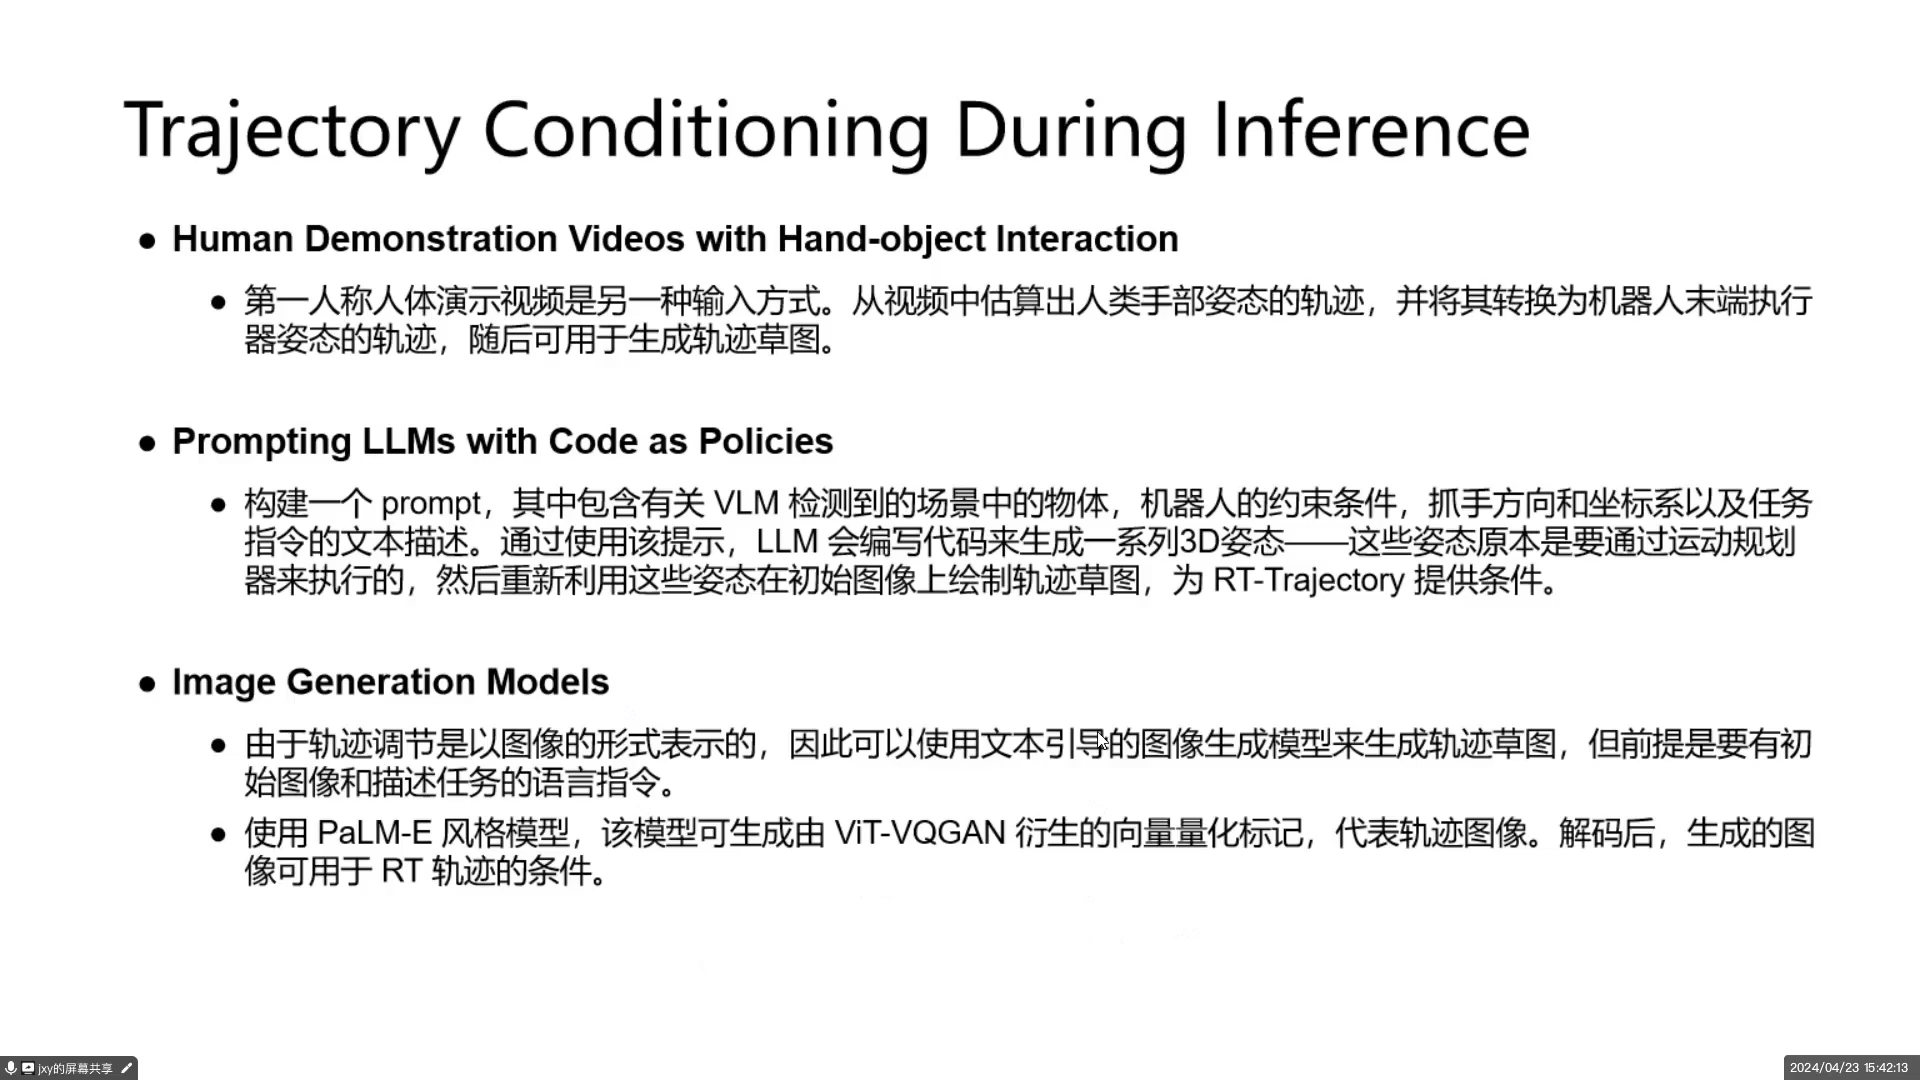 Trajectory Conditioning During Inference
● Human Demonstration Videos with Hand-object Interaction
● 第一人称人体演示视频是另一种输入方式。从视频中估算出人类手部姿态的轨迹，并将其转换为机器人末端执行
器姿态的轨迹，随后可用于生成轨迹草图。
● Prompting LLMs with Code as Policies
● 构建一个 prompt，其中包含有关 VLM 检测到的场景中的物体，机器人的约束条件，抓手方向和坐标系以及任务
指令的文本描述。通过使用该提示，LLM 会编写代码来生成一系列3D姿态——这些姿态原本是要通过运动规划
器来执行的，然后重新利用这些姿态在初始图像上绘制轨迹草图，为 RT-Trajectory 提供条件。
● Image Generation Models
● 由于轨迹调节是以图像的形式表示的，因此可以使用文本引导的图像生成模型来生成轨迹草图，但前提是要有初
始图像和描述任务的语言指令。
● 使用 PaLM-E 风格模型，该模型可生成由 ViT-VQGAN 衍生的向量量化标记，代表轨迹图像。解码后，生成的图
像可用于 RT 轨迹的条件。
jxy的屏幕共享
2024/04/23 15:42:13